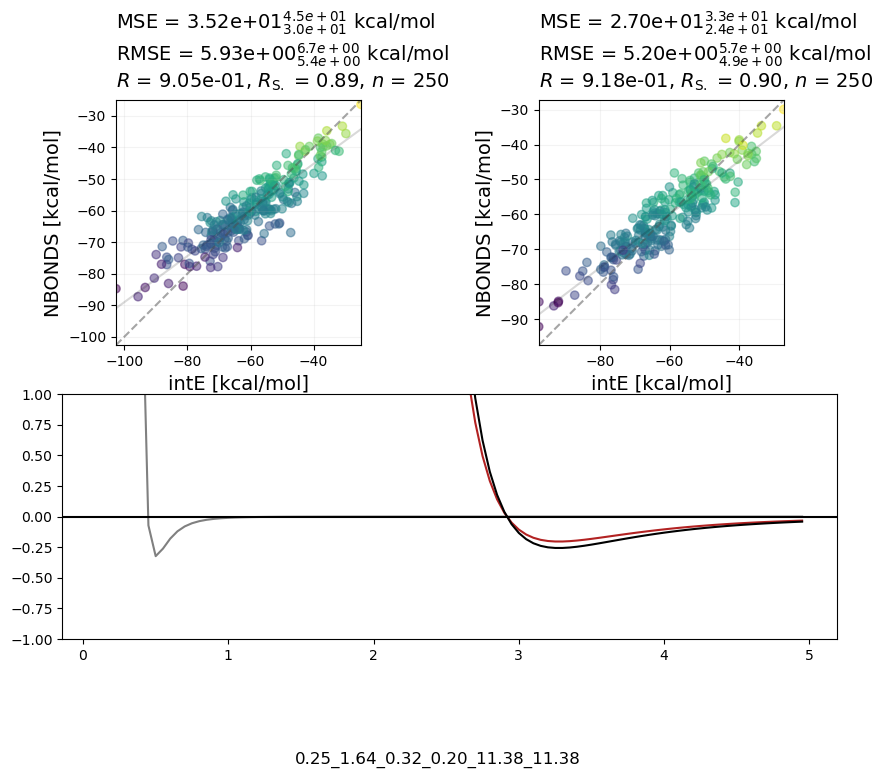 MSE = 3.52e+01 4.5e+01 3.0e+01 kcal/mol
RMSE = 5.93e+00 6.7e+00 5.4e+00 kcal/mol
R = 9.05e-01, R S. = 0.89, n = 250
−30
−40
−50
−60
−70
−80
−90
−100
NBONDS [kcal/mol]
−100 −80 −60 −40
intE [kcal/mol]
MSE = 2.70e+01 3.3e+01 2.4e+01 kcal/mol
RMSE = 5.20e+00 5.7e+00 4.9e+00 kcal/mol
R = 9.18e-01, R S. = 0.90, n = 250
−30
−40
−50
−60
−70
−80
−90
NBONDS [kcal/mol]
−80 −60 −40
intE [kcal/mol]
1.00
0.75
0.50
0.25
0.00
−0.25
−0.50
−0.75
−1.00
0 1 2 3 4 5
0.25_1.64_0.32_0.20_11.38_11.38